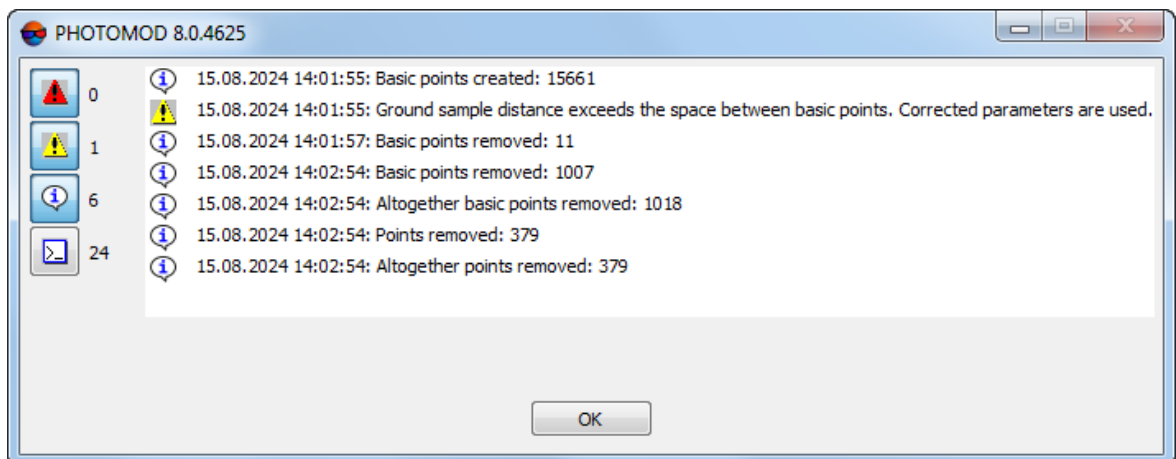 PHOTOMOD 8.0.4625
0
15.08.2024 14:01:55: Basic points created: 15661
15.08.2024 14:01:55: Ground sample distance exceeds the space between basic points. Corrected parameters are used.
1
15.08.2024 14:01:57: Basic points removed: 11
15.08.2024 14:02:54: Basic points removed: 1007
6
15.08.2024 14:02:54: Altogether basic points removed: 1018
15.08.2024 14:02:54: Points removed: 379
24
15.08.2024 14:02:54: Altogether points removed: 379
OK